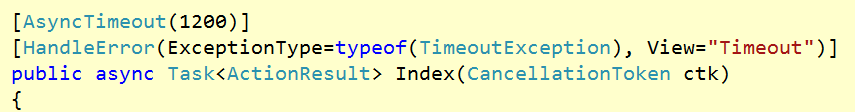 [AsyncTimeout(1200)]
[HandleError(ExceptionType=typeof(TimeoutException), View="Timeout")]
public async Task<ActionResult> Index(CancellationToken ctk)
{